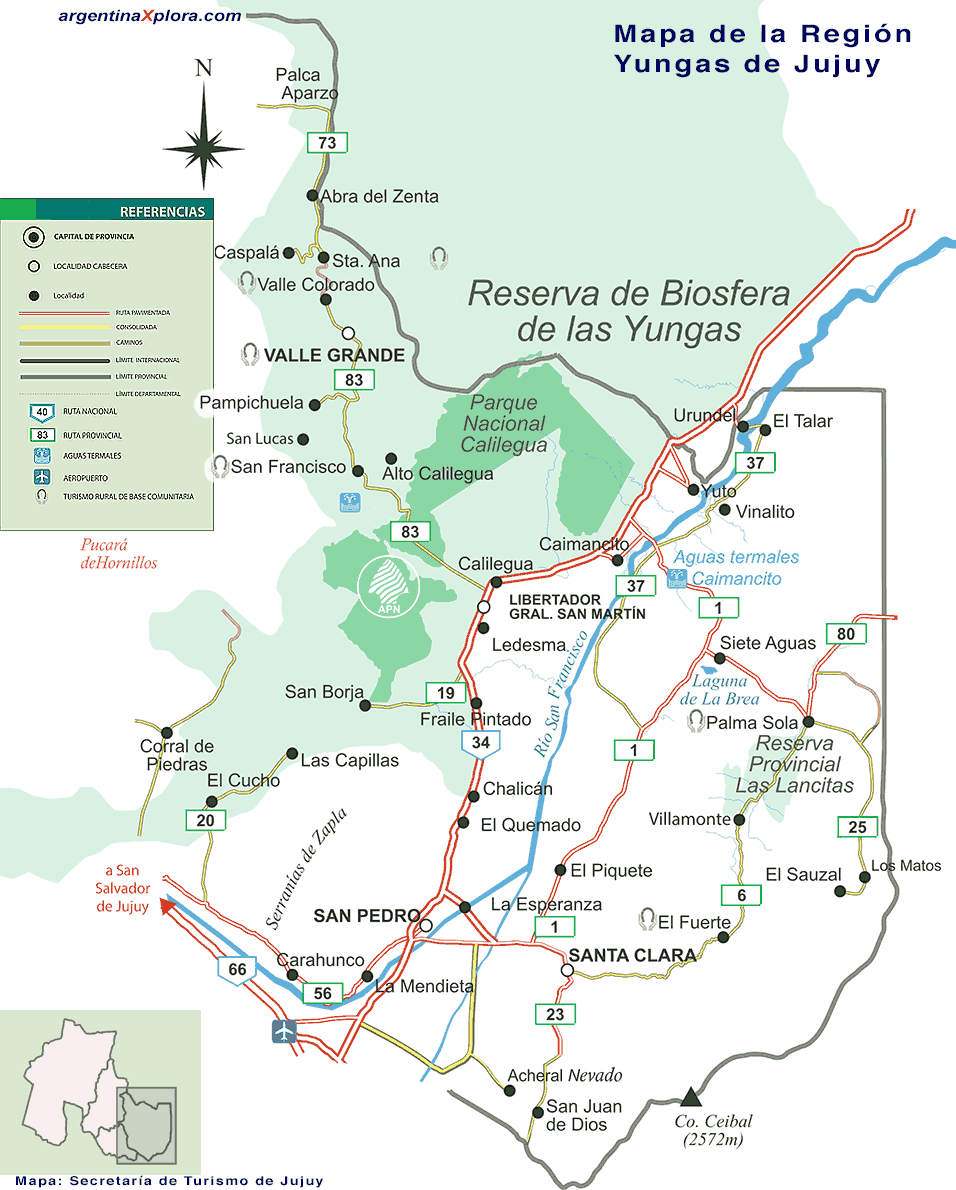 argentinaXplora.com
Mapa de la Región
Yungas de Jujuy
N
Palca
Aparzo
73
Abra del Zenta
REFERENCIAS
CAPITAL DE PROVINCIA
LOCALIDAD CABECERA
Localidad
RUTA PAVIMENTADA
CONSOLIDADA
CAMINOS
LÍMITE INTERNACIONAL
LÍMITE PROVINCIAL
LÍMITE DEPARTAMENTAL
40 RUTA NACIONAL
83 RUTA PROVINCIAL
AGUAS TERMALES
AEROPUERTO
TURISMO RURAL DE BASE COMUNITARIA
Caspalá
Sta. Ana
Valle Colorado
Reserva de Biosfera
de las Yungas
VALLE GRANDE
83
Pampichuela
Parque
Nacional
Calilegua
Urundel
El Talar
San Lucas
San Francisco
Alto Calilegua
37
Yuto
Vinalito
83
Pucará
deHornillos
Caimancito
Aguas termales
Caimancito
Calilegua
37
APN
LIBERTADOR
GRAL. SAN MARTÍN
1
Ledesma
80
Siete Aguas
Río San Francisco
Laguna
de La Brea
San Borja
19
Fraile Pintado
Palma Sola
34
1
Corral de
Piedras
Las Capillas
El Cucho
Reserva
Provincial
Las Lancitas
Chalicán
20
El Quemado
Villamonte
25
Serranías de Zapla
a San
Salvador
de Jujuy
El Piquete
El Sauzal
Los Matos
6
La Esperanza
SAN PEDRO
1
El Fuerte
SANTA CLARA
Carahunco
66
La Mendieta
56
23
Acheral Nevado
San Juan
de Dios
Co. Ceibal
(2572m)
Mapa: Secretaría de Turismo de Jujuy